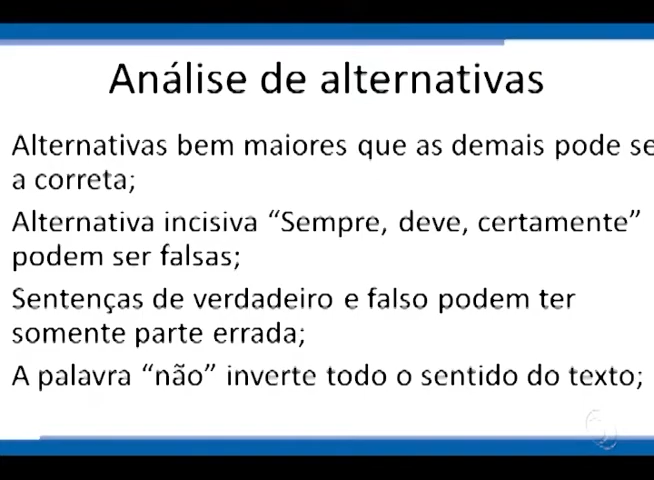 Análise de alternativas
Alternativas bem maiores que as demais pode se
a correta;
Alternativa incisiva “Sempre, deve, certamente”
podem ser falsas;
Sentenças de verdadeiro e falso podem ter
somente parte errada;
A palavra “não” inverte todo o sentido do texto;